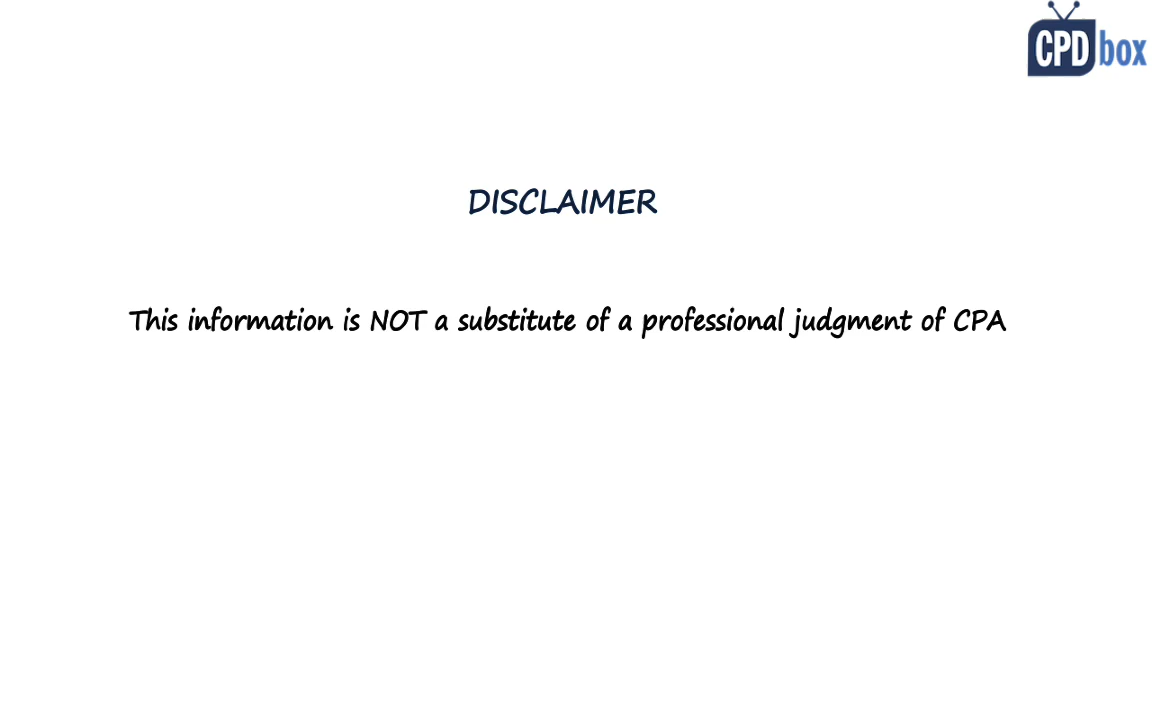 CPD box
DISCLAIMER
This information is NOT a substitute of a professional judgment of CPA